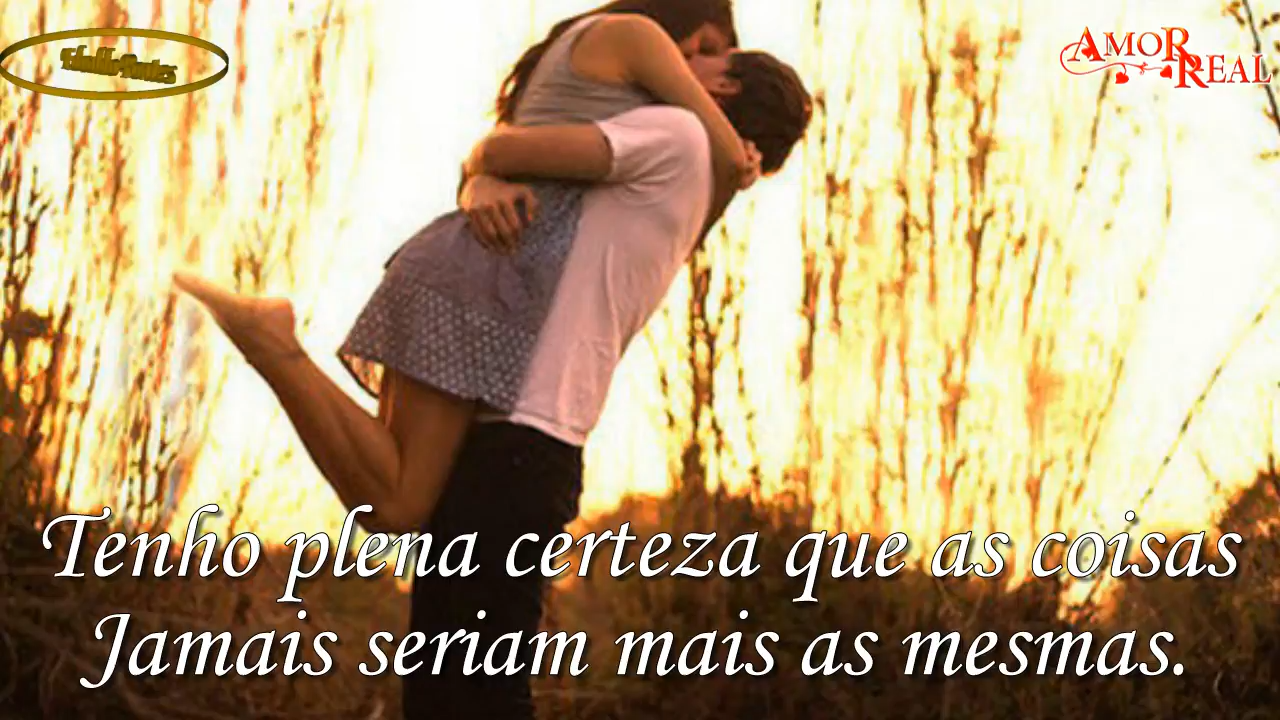 AMOR
REAL
Tenho plena certeza que as coisas
Jamais seriam mais as mesmas.